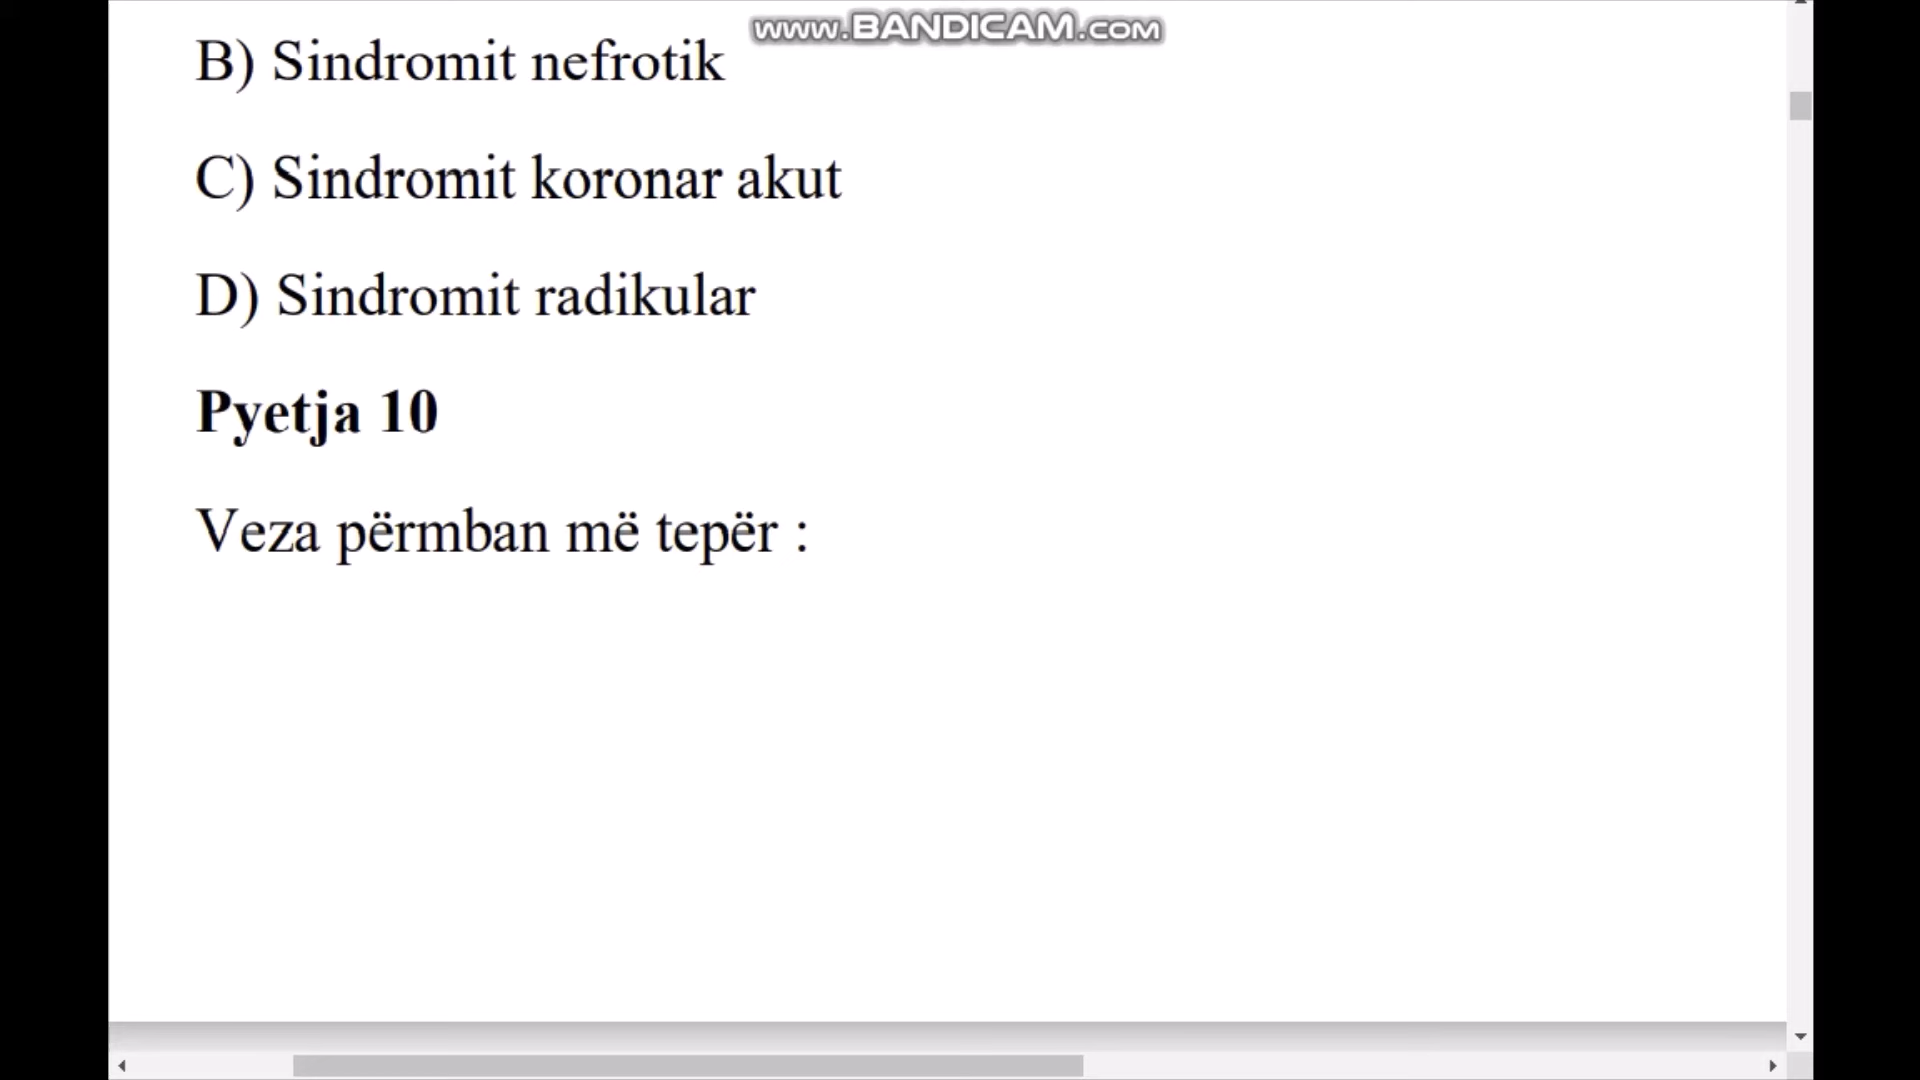 www.BANDICAM.com
B) Sindromit nefrotik
C) Sindromit koronar akut
D) Sindromit radikular
Pyetja 10
Veza përmban më tepër :